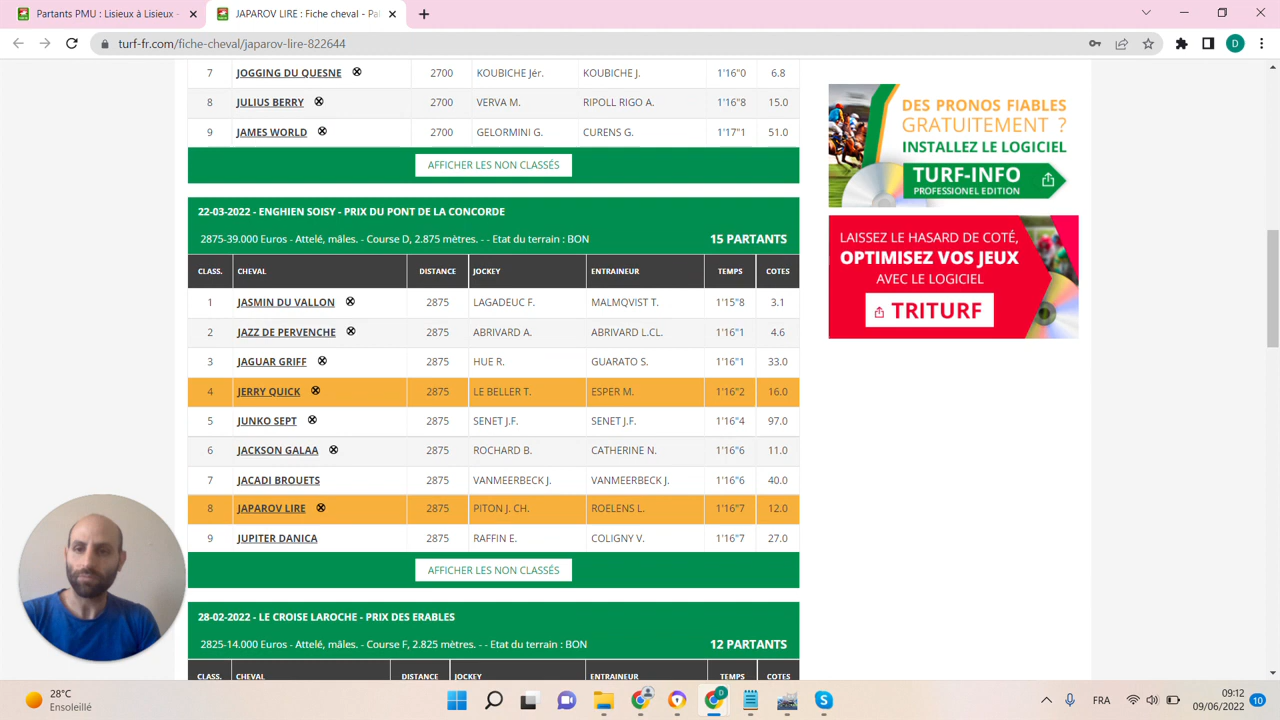 Partants PMU : Lisieux à Lisieux -
JAPAROV LIRE : Fiche cheval - Pa
turf-fr.com/fiche-cheval/japarov-lire-822644
D
7 JOGGING DU QUESNE 2700 KOUBICHE Jér. KOUBICHE J. 1'16"0 6.8
8 JULIUS BERRY 2700 VERVA M. RIPOLL RIGO A. 1'16"8 15.0
9 JAMES WORLD 2700 GELORMINI G. CURENS G. 1'17"1 51.0
AFFICHER LES NON CLASSÉS
22-03-2022 - ENGHIEN SOISY - PRIX DU PONT DE LA CONCORDE
2875-39.000 Euros - Attelé, mâles. - Course D, 2.875 mètres. - - Etat du terrain : BON 15 PARTANTS
CLASS. CHEVAL DISTANCE JOCKEY ENTRAINEUR TEMPS COTES
1 JASMIN DU VALLON 2875 LAGADEUC F. MALMQVIST T. 1'15"8 3.1
2 JAZZ DE PERVENCHE 2875 ABRIVARD A. ABRIVARD L.CL. 1'16"1 4.6
3 JAGUAR GRIFF 2875 HUE R. GUARATO S. 1'16"1 33.0
4 JERRY QUICK 2875 LE BELLER T. ESPER M. 1'16"2 16.0
5 JUNKO SEPT 2875 SENET J.F. SENET J.F. 1'16"4 97.0
6 JACKSON GALAA 2875 ROCHARD B. CATHERINE N. 1'16"6 11.0
7 JACADI BROUETS 2875 VANMEERBECK J. VANMEERBECK J. 1'16"6 40.0
8 JAPAROV LIRE 2875 PITON J. CH. ROELENS L. 1'16"7 12.0
9 JUPITER DANICA 2875 RAFFIN E. COLIGNY V. 1'16"7 27.0
AFFICHER LES NON CLASSÉS
28-02-2022 - LE CROISE LAROCHE - PRIX DES ERABLES
2825-14.000 Euros - Attelé, mâles. - Course F, 2.825 mètres. - - Etat du terrain : BON 12 PARTANTS
CLASS. CHEVAL DISTANCE JOCKEY ENTRAINEUR TEMPS COTES
DES PRONOS FIABLES
GRATUITEMENT ?
INSTALLEZ LE LOGICIEL
TURF-INFO
PROFESSIONEL EDITION
LAISSEZ LE HASARD DE COTÉ,
OPTIMISEZ VOS JEUX
AVEC LE LOGICIEL
TRITURF
28°C
Ensoleillé
D
FRA
09:12
09/06/2022
10